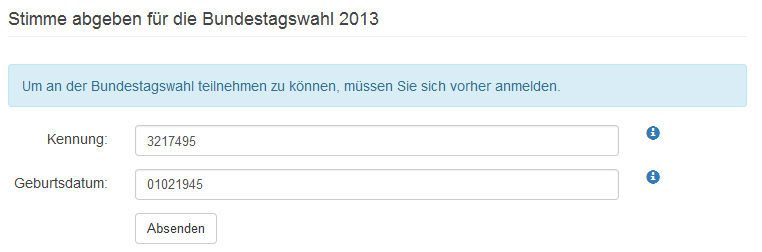 Stimme abgeben für die Bundestagswahl 2013
Um an der Bundestagswahl teilnehmen zu können, müssen Sie sich vorher anmelden.
Kennung: 3217495
Geburtsdatum: 01021945
Absenden